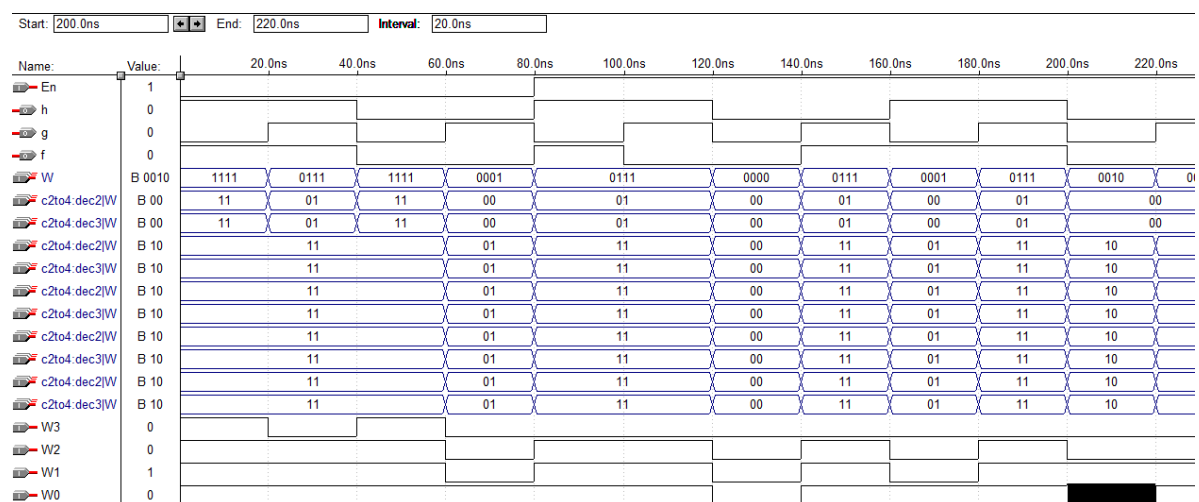 Start: 200.0ns End: 220.0ns Interval: 20.0ns
Name: Value: 20.0ns 40.0ns 60.0ns 80.0ns 100.0ns 120.0ns 140.0ns 160.0ns 180.0ns 200.0ns 220.0ns
En 1
h 0
g 0
f 0
W B 0010 1111 0111 1111 0001 0111 0000 0111 0001 0111 0010
c2to4:dec2|W B 00 11 01 11 00 01 00 01 00 01 00
c2to4:dec3|W B 00 11 01 11 00 01 00 01 00 01 00
c2to4:dec2|W B 10 11 01 11 00 11 01 11 10
c2to4:dec3|W B 10 11 01 11 00 11 01 11 10
c2to4:dec2|W B 10 11 01 11 00 11 01 11 10
c2to4:dec3|W B 10 11 01 11 00 11 01 11 10
c2to4:dec2|W B 10 11 01 11 00 11 01 11 10
c2to4:dec3|W B 10 11 01 11 00 11 01 11 10
c2to4:dec2|W B 10 11 01 11 00 11 01 11 10
c2to4:dec3|W B 10 11 01 11 00 11 01 11 10
W3 0
W2 0
W1 1
W0 0